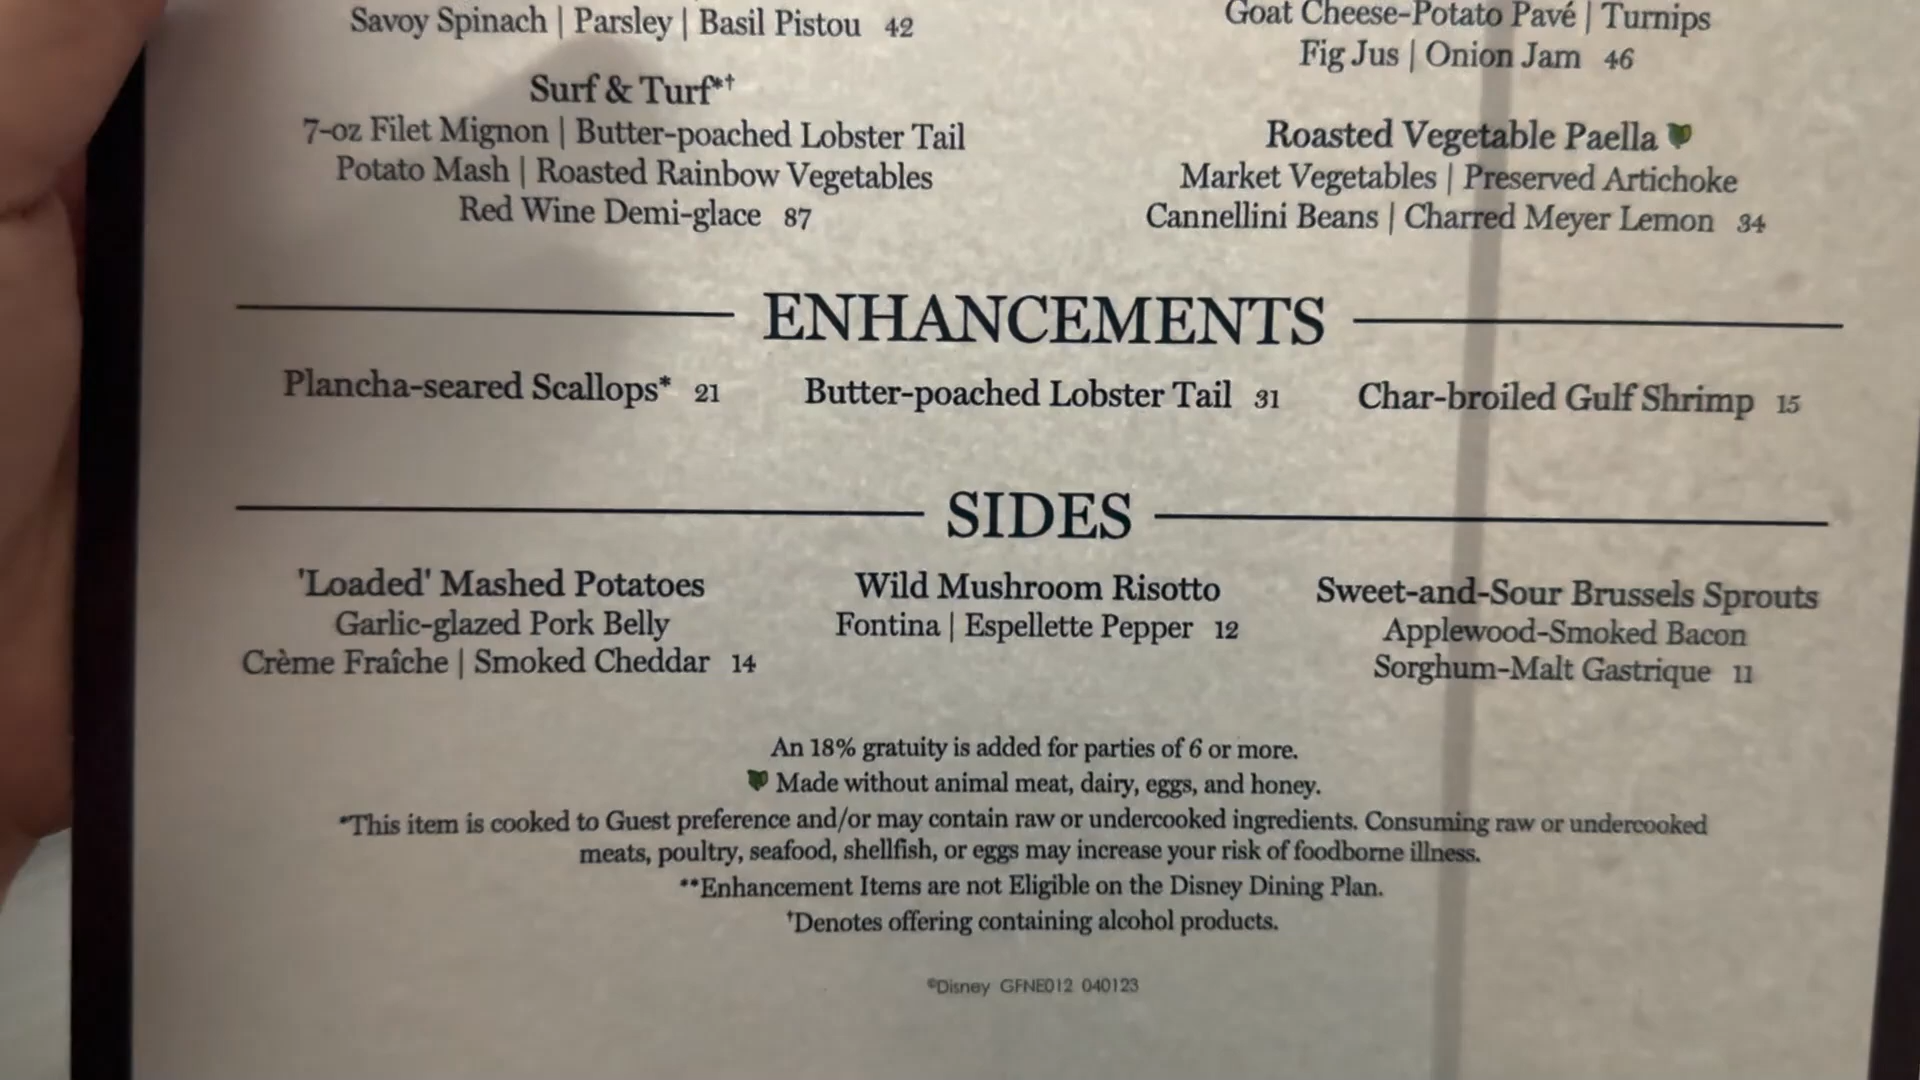 Savoy Spinach | Parsley | Basil Pistou 42
Surf & Turf*†
7-oz Filet Mignon | Butter-poached Lobster Tail
Potato Mash | Roasted Rainbow Vegetables
Red Wine Demi-glace 87
Goat Cheese-Potato Pavé | Turnips
Fig Jus | Onion Jam 46
Roasted Vegetable Paella
Market Vegetables | Preserved Artichoke
Cannellini Beans | Charred Meyer Lemon 34
ENHANCEMENTS
Plancha-seared Scallops* 21
Butter-poached Lobster Tail 31
Char-broiled Gulf Shrimp 15
SIDES
'Loaded' Mashed Potatoes
Garlic-glazed Pork Belly
Crème Fraîche | Smoked Cheddar 14
Wild Mushroom Risotto
Fontina | Espellette Pepper 12
Sweet-and-Sour Brussels Sprouts
Applewood-Smoked Bacon
Sorghum-Malt Gastrique 11
An 18% gratuity is added for parties of 6 or more.
Made without animal meat, dairy, eggs, and honey.
*This item is cooked to Guest preference and/or may contain raw or undercooked ingredients. Consuming raw or undercooked
meats, poultry, seafood, shellfish, or eggs may increase your risk of foodborne illness.
**Enhancement Items are not Eligible on the Disney Dining Plan.
†Denotes offering containing alcohol products.
©Disney GFNE012 040123